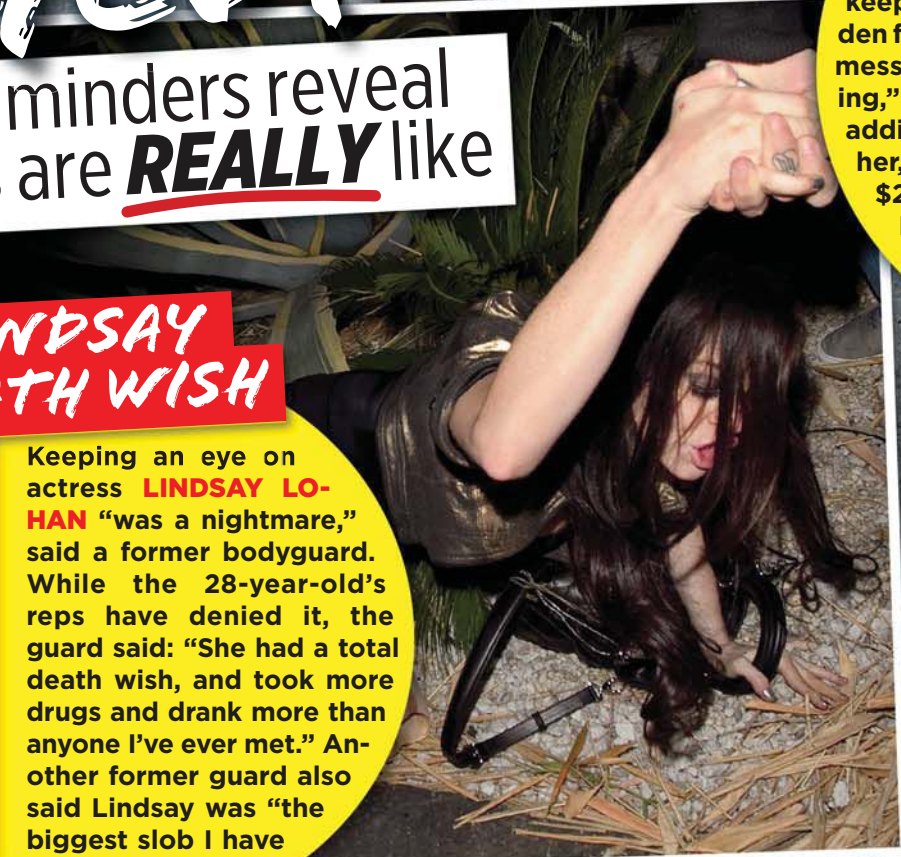 minders reveal
are REALLY like
keep
den f
mess
ing,"
addi
her,
$2
NDSAY
TH WISH
Keeping an eye on
actress LINDSAY LO-
HAN "was a nightmare,"
said a former bodyguard.
While the 28-year-old's
reps have denied it, the
guard said: "She had a total
death wish, and took more
drugs and drank more than
anyone I've ever met." An-
other former guard also
said Lindsay was "the
biggest slob I have